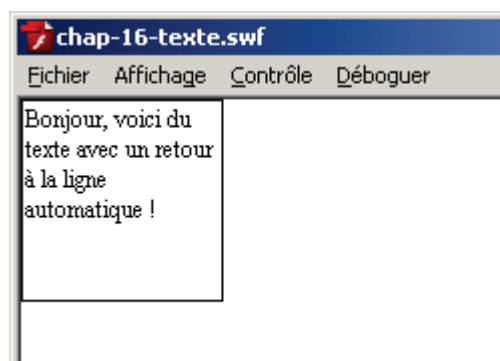 chap-16-texte.swf
Fichier Affichage Contrôle Déboguer
Bonjour, voici du
texte avec un retour
à la ligne
automatique !